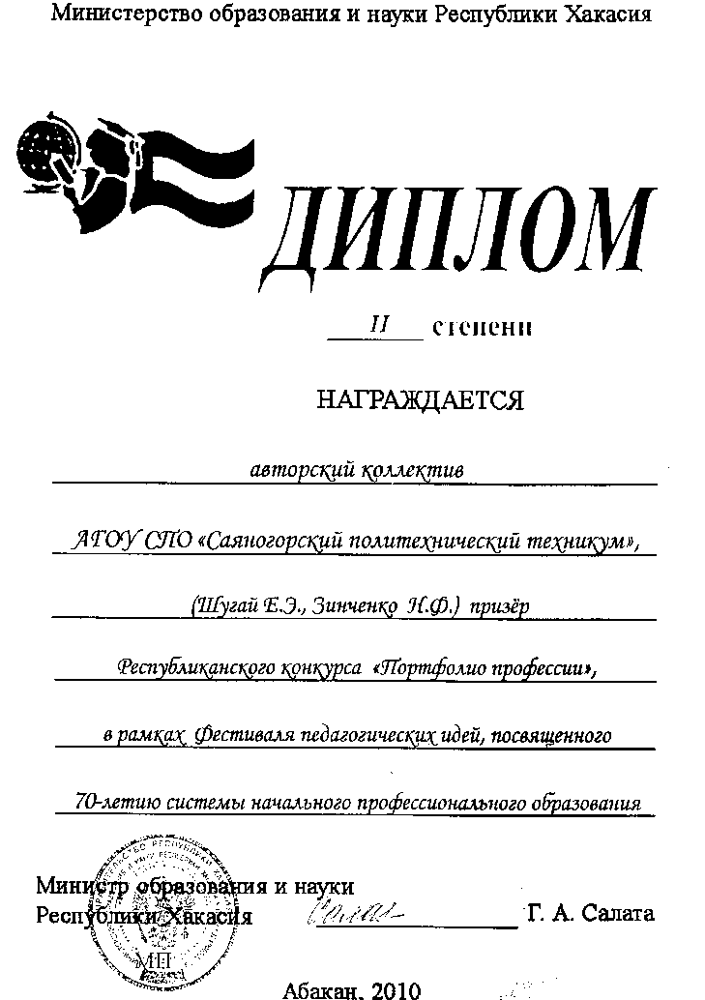 Министерство образования и науки Республики Хакасия
ДИПЛОМ
II степени
НАГРАЖДАЕТСЯ
авторский коллектив
АГОУ СПО «Саяногорский политехнический техникум»,
(Шугай Е.Э., Зинченко Н.Ф.) призёр
Республиканского конкурса «Портфолио профессии»,
в рамках Фестиваля педагогических идей, посвященного
70-летию системы начального профессионального образования
Министр образования и науки
Республики Хакасия Г. А. Салата
МП
Абакан, 2010